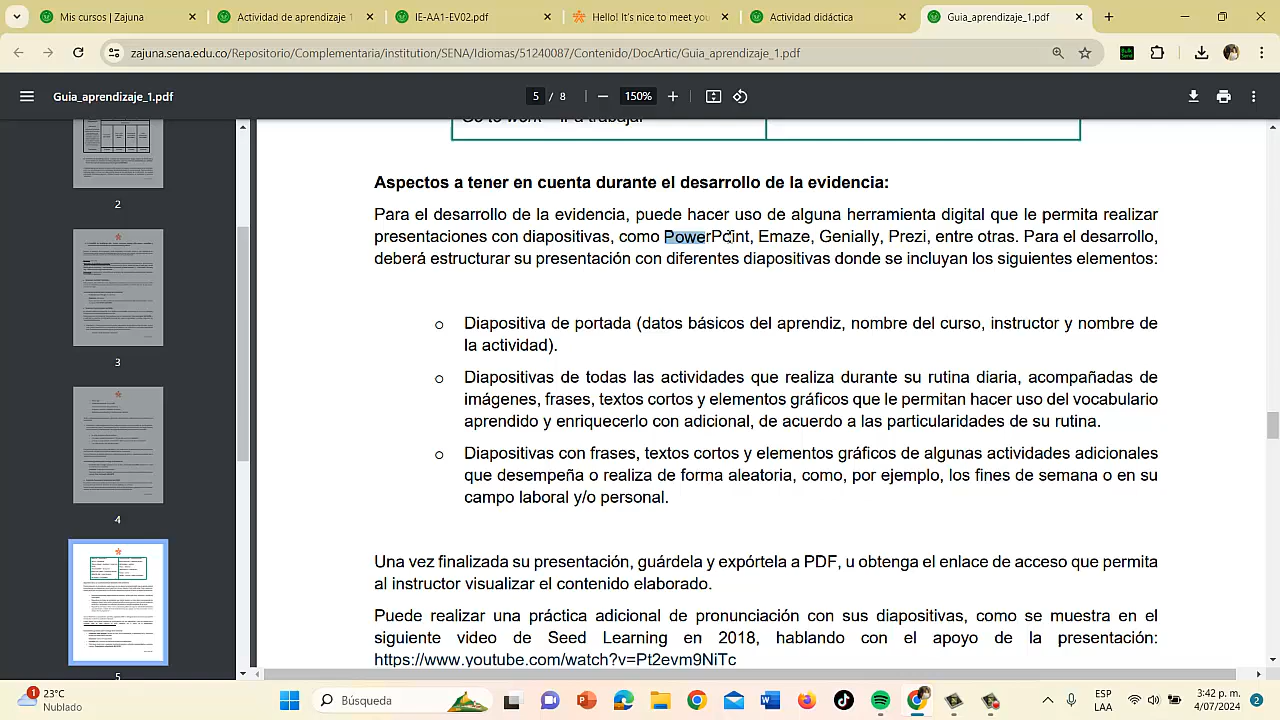 Mis cursos | Zajuna
Actividad de aprendizaje 1
IE-AA1-EV02.pdf
Hello! It's nice to meet you
Actividad didáctica
Guia_aprendizaje_1.pdf
zajuna.sena.edu.co/Repositorio/Complementaria/institution/SENA/Idiomas/51240087/Contenido/DocArtic/Guia_aprendizaje_1.pdf
Guia_aprendizaje_1.pdf
5 / 8
150%
Aspectos a tener en cuenta durante el desarrollo de la evidencia:
Para el desarrollo de la evidencia, puede hacer uso de alguna herramienta digital que le permita realizar
presentaciones con diapositivas, como PowerPoint, Emaze, Genially, Prezi, entre otras. Para el desarrollo,
deberá estructurar su presentación con diferentes diapositivas donde se incluyan los siguientes elementos:
o Diapositiva de portada (datos básicos del aprendiz, nombre del curso, instructor y nombre de
la actividad).
o Diapositivas de todas las actividades que realiza durante su rutina diaria, acompañadas de
imágenes, frases, textos cortos y elementos gráficos que le permitan hacer uso del vocabulario
aprendido y enriquecerlo con adicional, de acuerdo a las particularidades de su rutina.
o Diapositivas con frases, textos cortos y elementos gráficos de algunas actividades adicionales
que desempaña o realiza de forma aleatoria como, por ejemplo, los fines de semana o en su
campo laboral y/o personal.
Una vez finalizada su presentación, guárdela y expórtela a PDF, u obtenga el enlace de acceso que permita
al instructor visualizar el contenido elaborado.
Puede realizar una práctica adicional de pronunciación con sus diapositivas, como se muestra en el
siguiente video de Seed Learning en 2018, hablando con el apoyo de la presentación:
https://www.youtube.com/watch?v=Pt2evm9NiTc
2
3
4
5
23°C
Nublado
Búsqueda
ESP
LAA
3:42 p. m.
4/07/2024
2